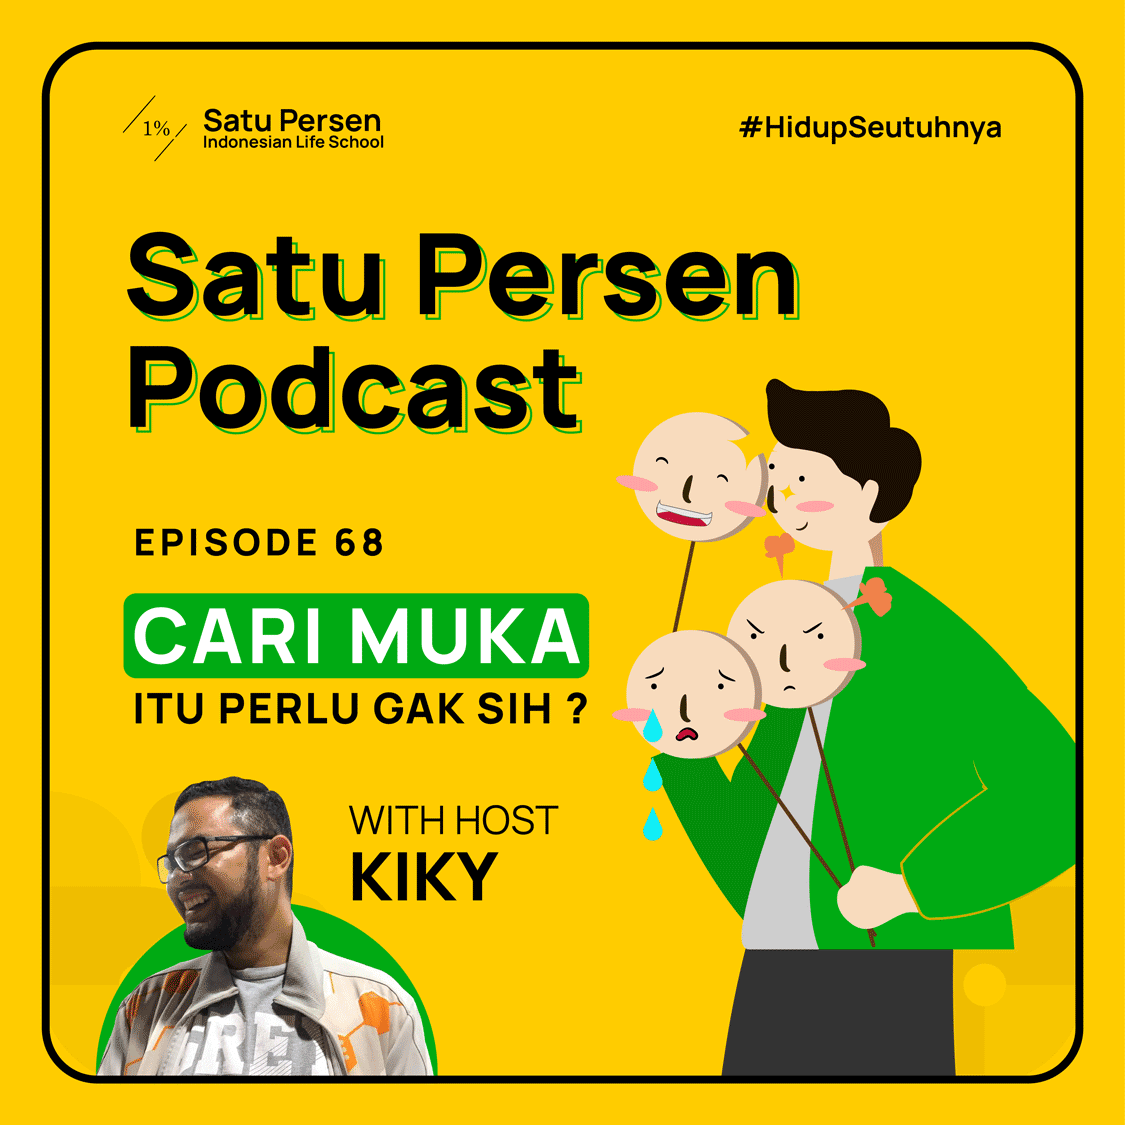 1%
Satu Persen
Indonesian Life School
#HidupSeutuhnya
Satu Persen
Podcast
EPISODE 68
CARI MUKA
ITU PERLU GAK SIH ?
WITH HOST
KIKY